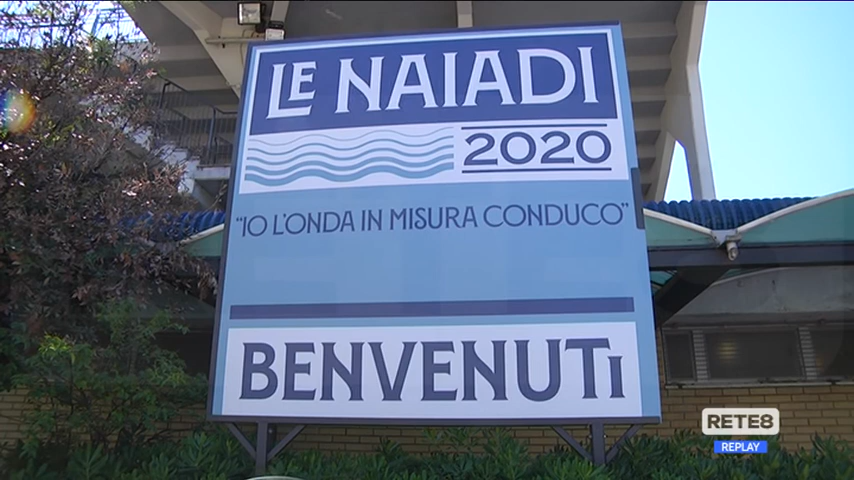 LE NAIADI
2020
"IO L'ONDA IN MISURA CONDUCO"
BENVENUTI
RETE8
REPLAY